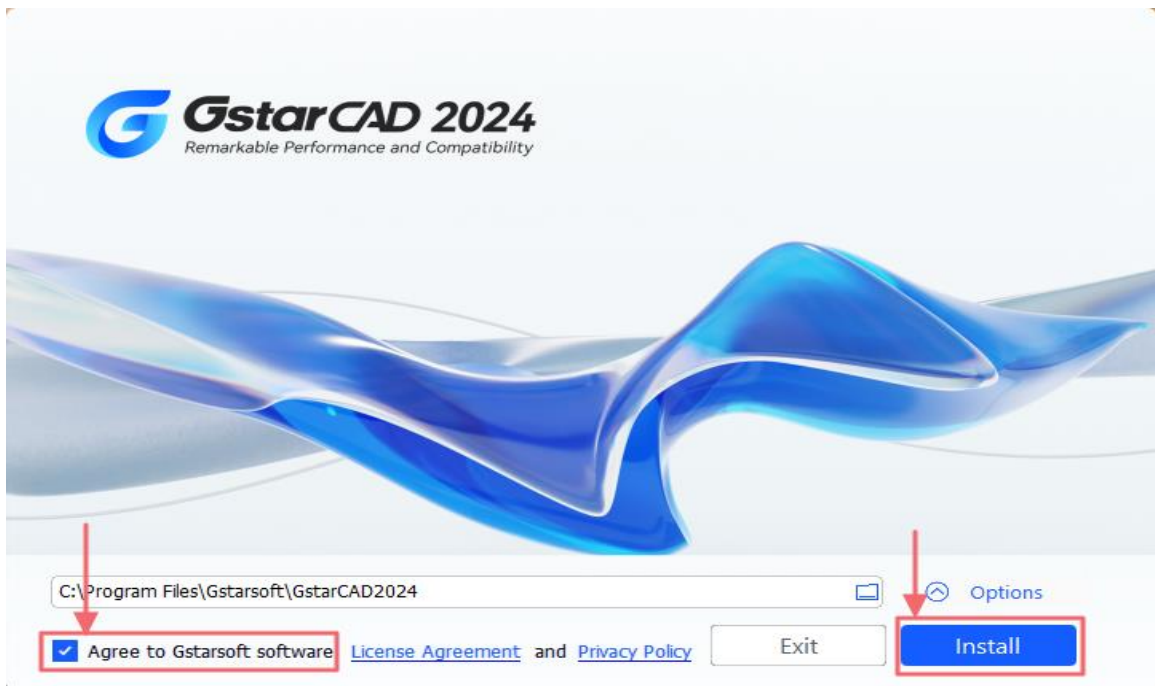 GstarCAD 2024
Remarkable Performance and Compatibility
C:\Program Files\Gstarsoft\GstarCAD2024
Options
Agree to Gstarsoft software License Agreement and Privacy Policy
Exit
Install